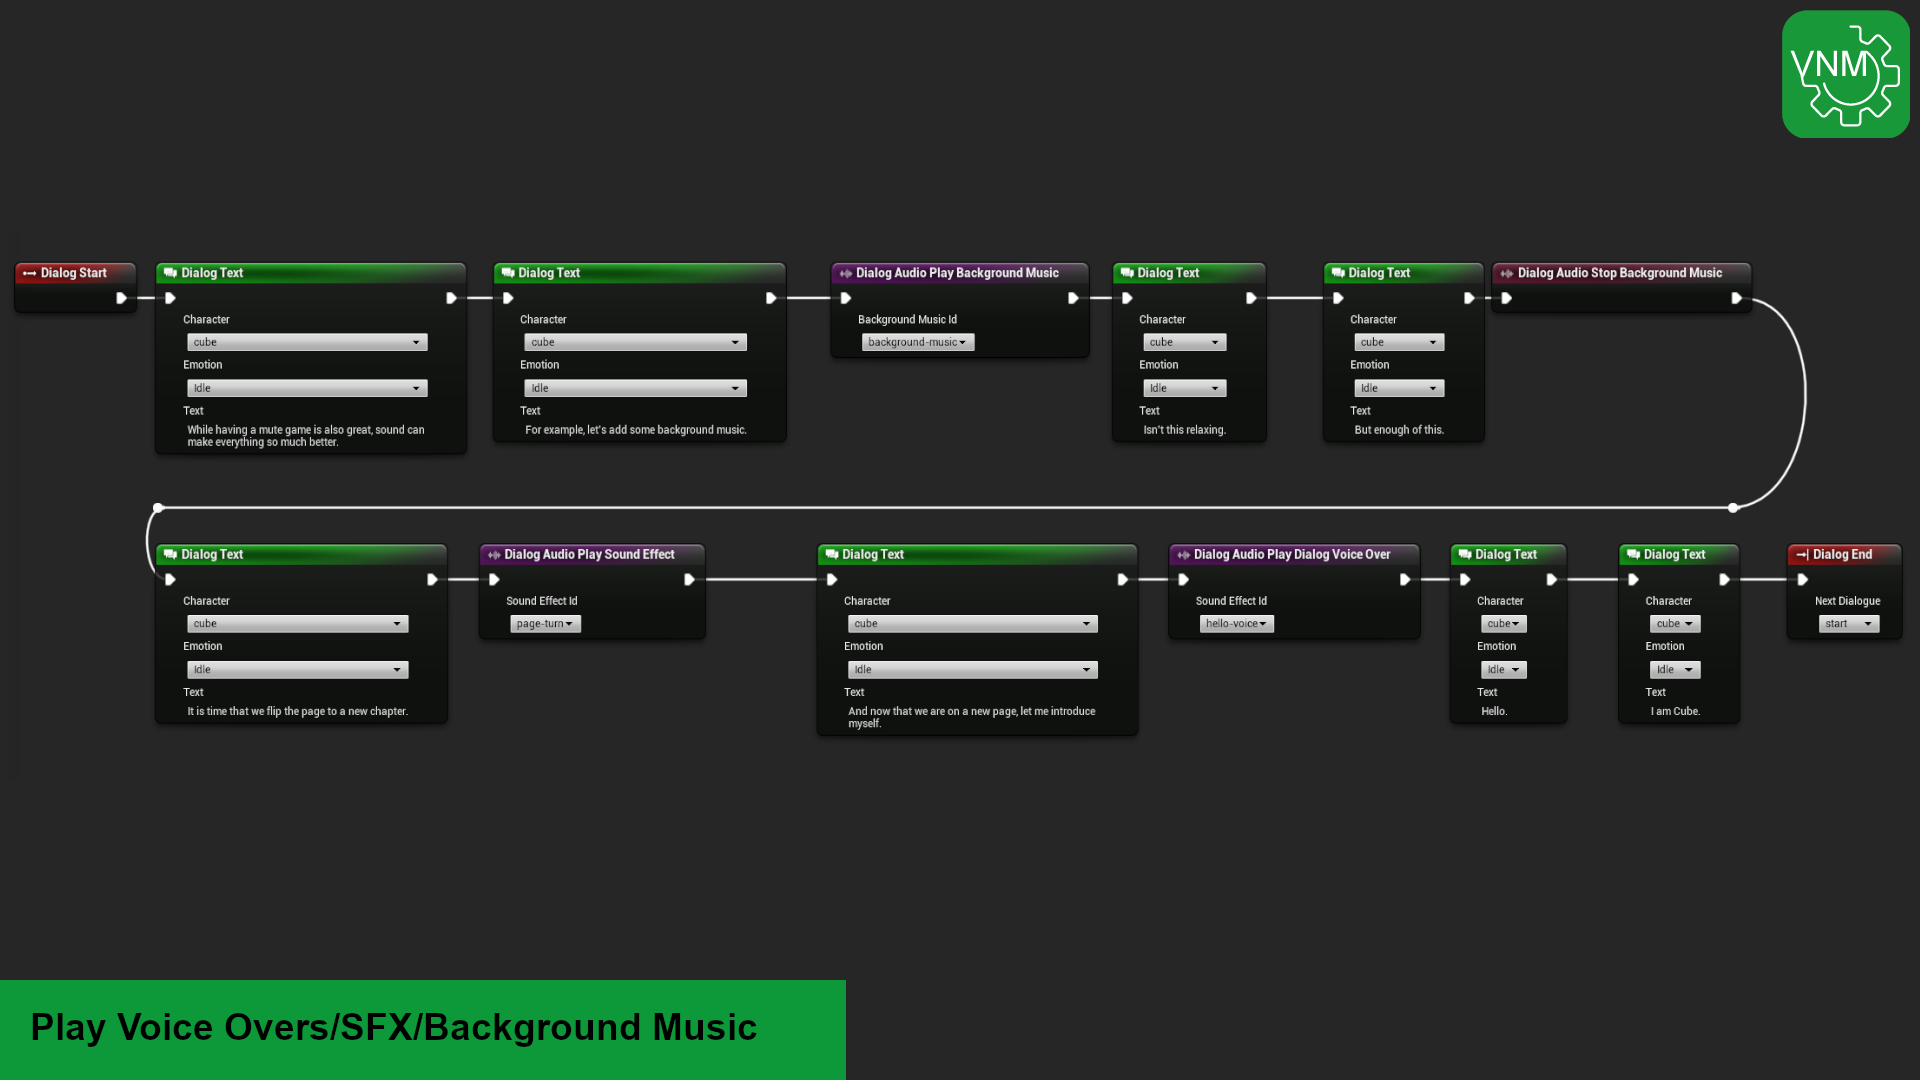 VNM
Dialog Start
Dialog Text
Character
cube
Emotion
Idle
Text
While having a mute game is also great, sound can
make everything so much better.
Dialog Text
Character
cube
Emotion
Idle
Text
For example, let's add some background music.
Dialog Audio Play Background Music
Background Music Id
background-music
Dialog Text
Character
cube
Emotion
Idle
Text
Isn't this relaxing.
Dialog Text
Character
cube
Emotion
Idle
Text
But enough of this.
Dialog Audio Stop Background Music
Dialog Text
Character
cube
Emotion
Idle
Text
It is time that we flip the page to a new chapter.
Dialog Audio Play Sound Effect
Sound Effect Id
page-turn
Dialog Text
Character
cube
Emotion
Idle
Text
And now that we are on a new page, let me introduce
myself.
Dialog Audio Play Dialog Voice Over
Sound Effect Id
hello-voice
Dialog Text
Character
cube
Emotion
Idle
Text
Hello.
Dialog Text
Character
cube
Emotion
Idle
Text
I am Cube.
Dialog End
Next Dialogue
start
Play Voice Overs/SFX/Background Music